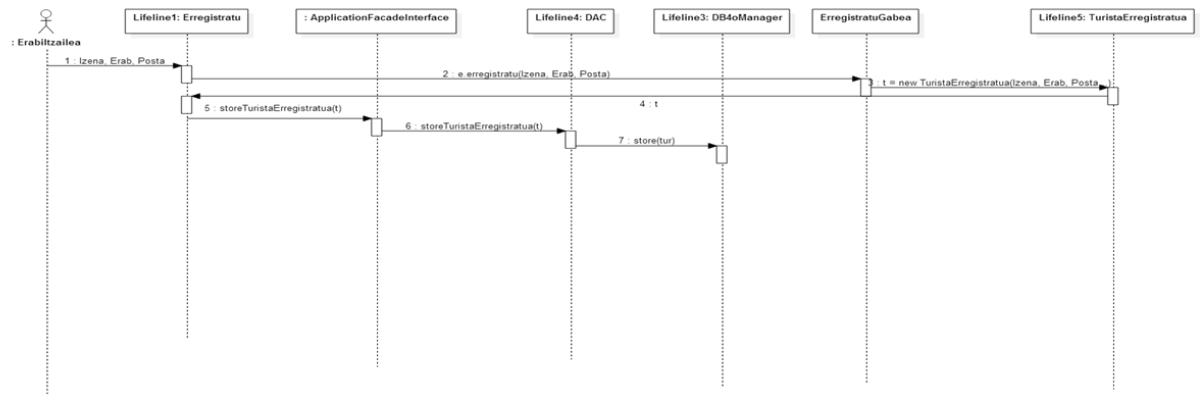 Lifeline1: Erregistratu
: ApplicationFacadeInterface
Lifeline4: DAC
Lifeline3: DB4oManager
ErregistratuGabea
Lifeline5: TuristaErregistratua
: Erabiltzailea
1 : Izena, Erab, Posta
2 : e.erregistratu(Izena, Erab, Posta)
3 : t = new TuristaErregistratua(Izena, Erab, Posta...)
4 : t
5 : storeTuristaErregistratua(t)
6 : storeTuristaErregistratua(t)
7 : store(tur)